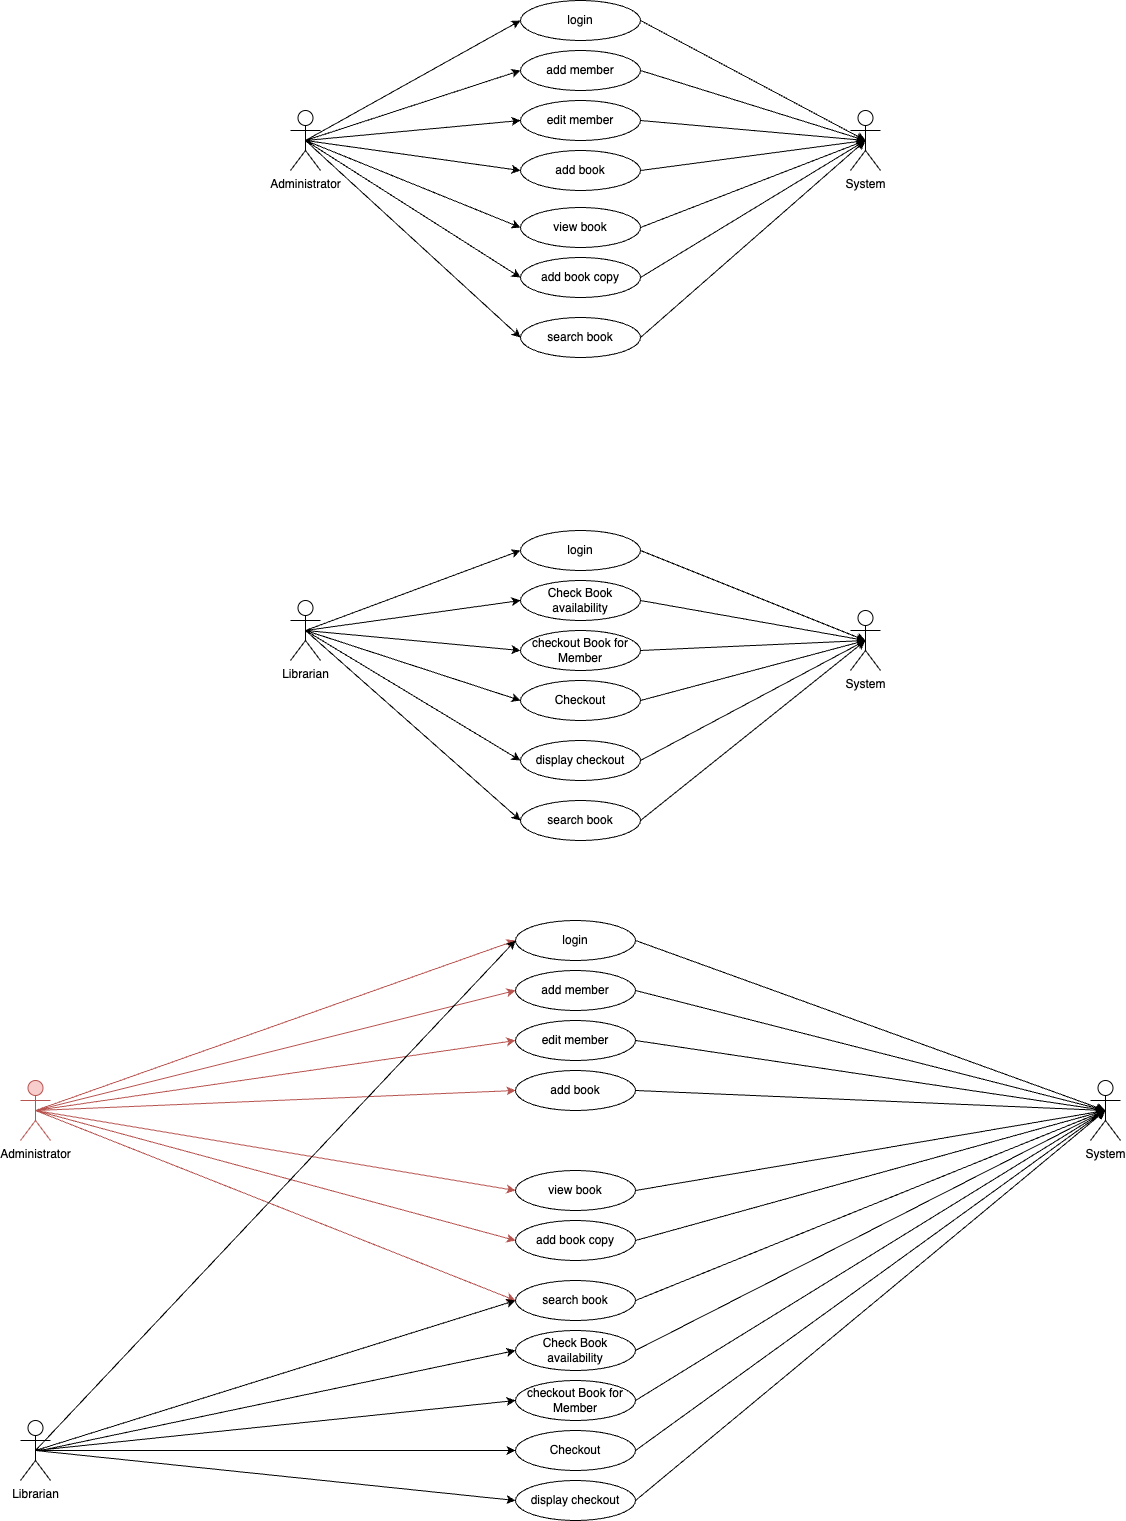 login
add member
edit member
add book
Administrator
System
view book
add book copy
search book
login
Check Book
availability
checkout Book for
Member
Librarian
System
Checkout
display checkout
search book
login
add member
edit member
add book
Administrator
System
view book
add book copy
search book
Check Book
availability
checkout Book for
Member
Checkout
Librarian
display checkout